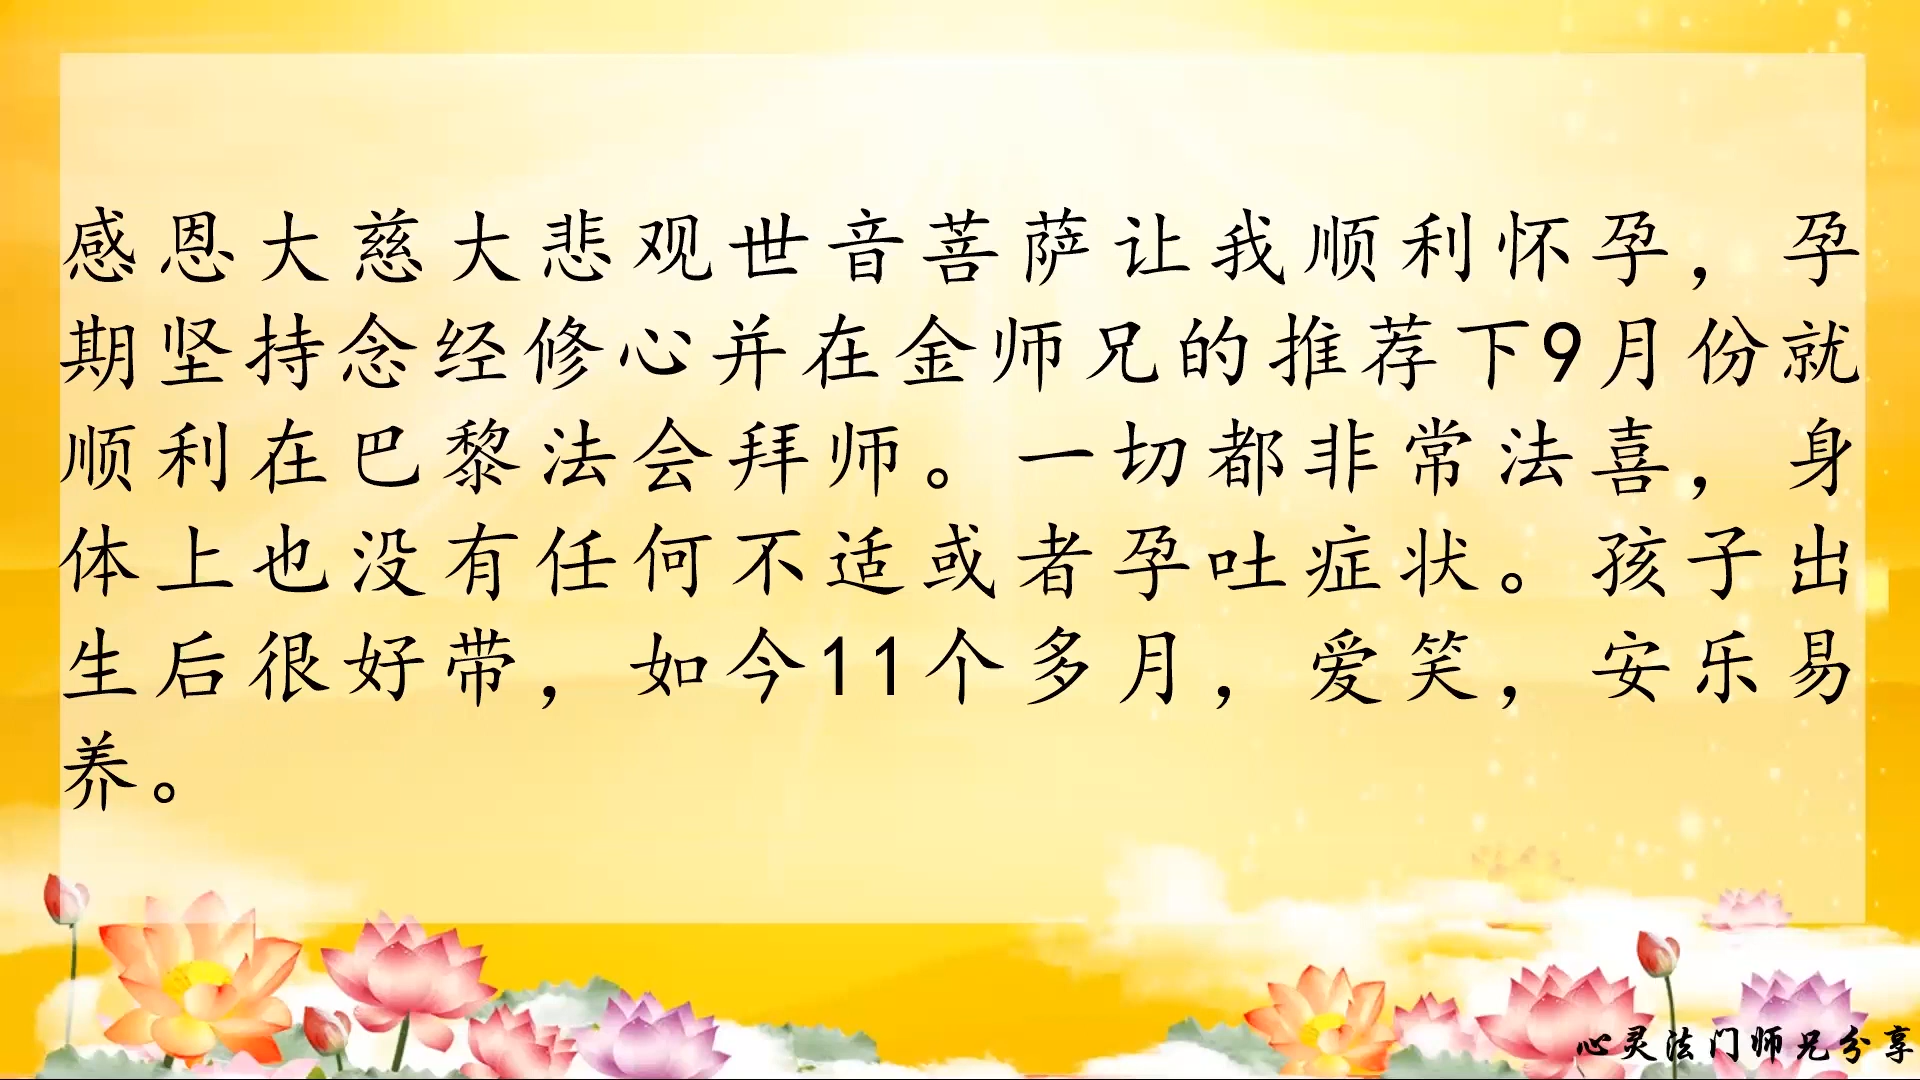 感恩大慈大悲观世音菩萨让我顺利怀孕，孕
期坚持念经修心并在金师兄的推荐下9月份就
顺利在巴黎法会拜师。一切都非常法喜，身
体上也没有任何不适或者孕吐症状。孩子出
生后很好带，如今11个多月，爱笑，安乐易
养。
心灵法门师兄分享